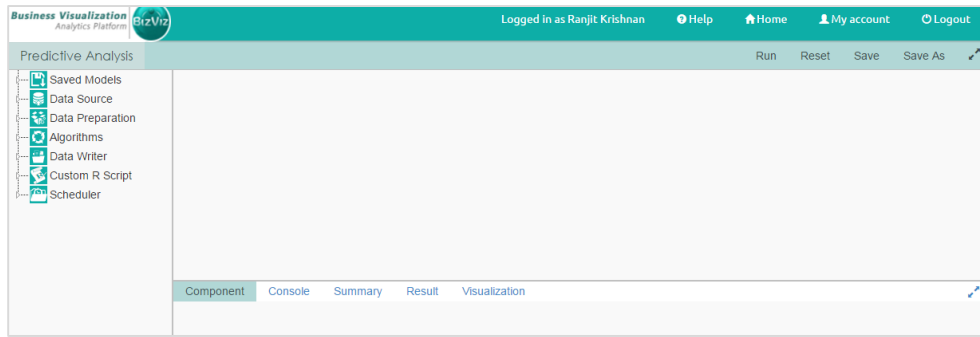 Business Visualization
Analytics Platform
BIZVIZ
Logged in as Ranjit Krishnan Help Home My account Logout
Predictive Analysis Run Reset Save Save As
Saved Models
Data Source
Data Preparation
Algorithms
Data Writer
Custom R Script
Scheduler
Component Console Summary Result Visualization